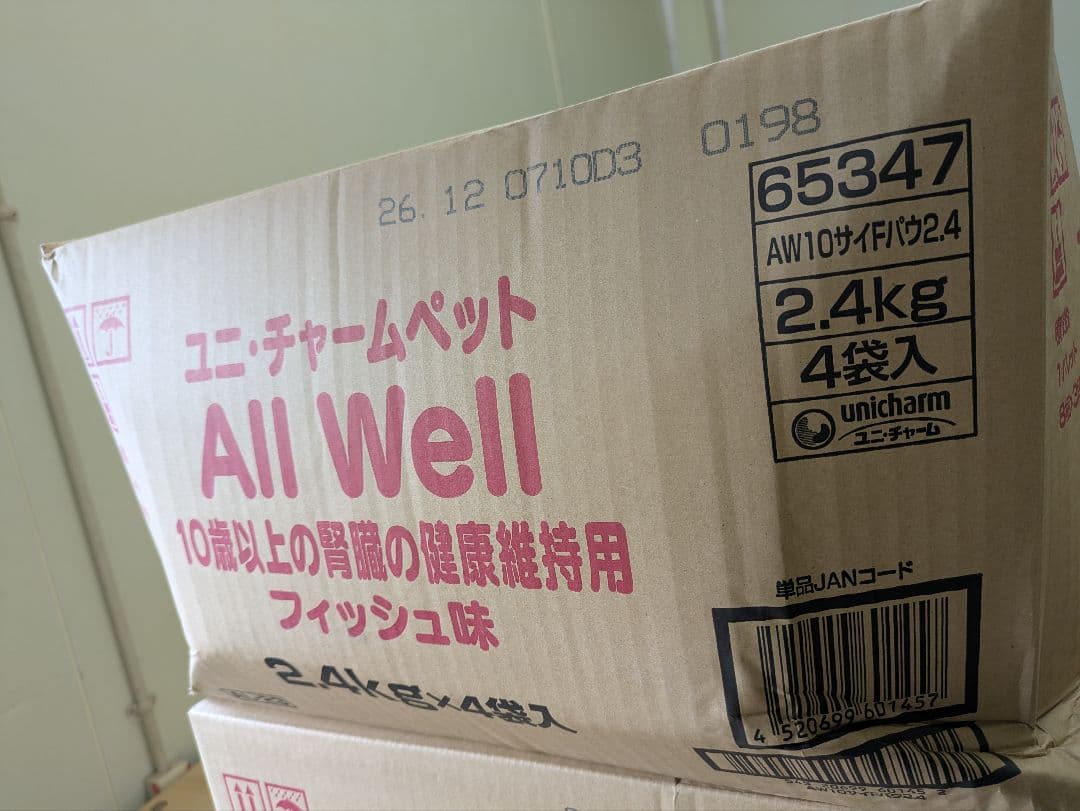 26. 12 0710D3 0198
65347
AW10サイFパウ2.4
2.4kg
4袋入
unicharm
ユニ・チャーム
ユニ・チャームペット
All Well
10歳以上の腎臓の健康維持用
フィッシュ味
2.4kg×4袋入
単品JANコード
4 520699 601457